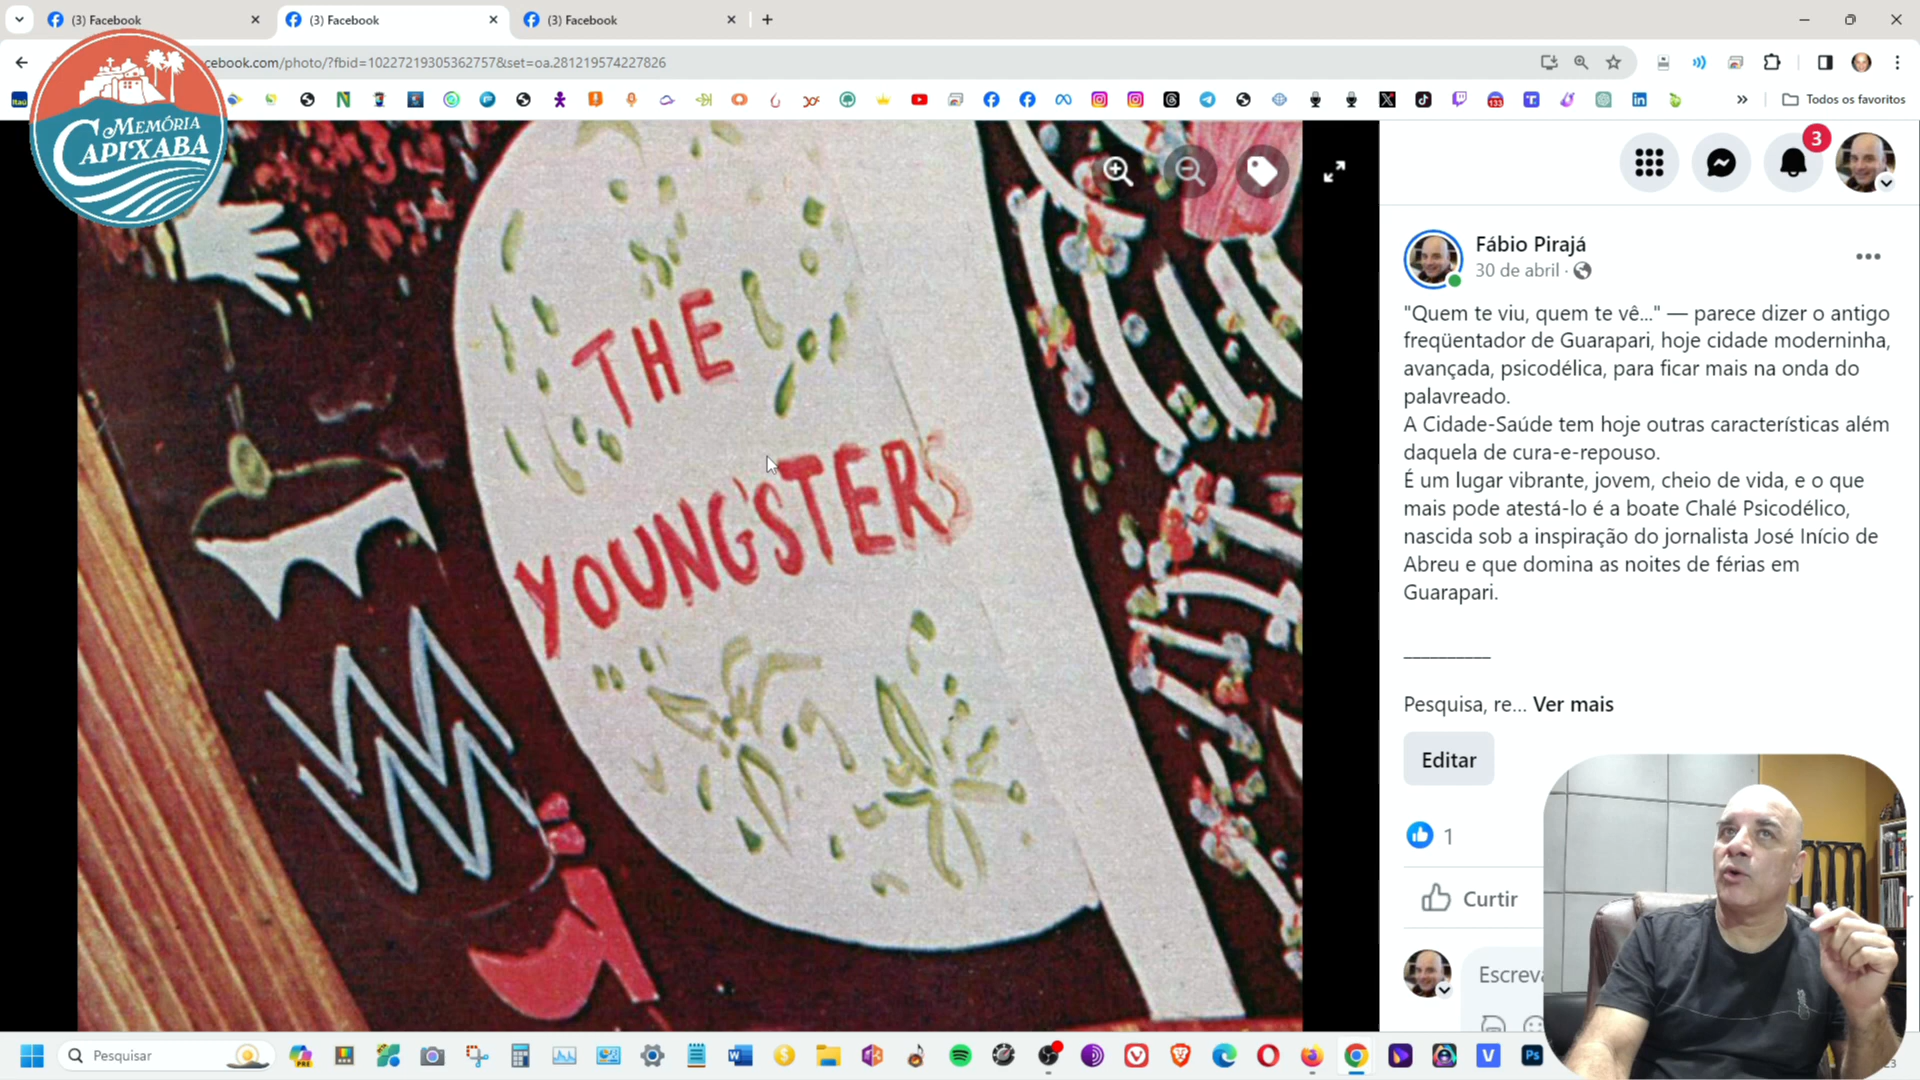 (3) Facebook
(3) Facebook
(3) Facebook
cebook.com/photo/?fbid=10227219305362757&set=oa.281219574227826
Todos os favoritos
MEMÓRIA
CAPIXABA
THE
YOUNG'STERS
3
Fábio Pirajá
30 de abril
"Quem te viu, quem te vê..." — parece dizer o antigo
freqüentador de Guarapari, hoje cidade moderninha,
avançada, psicodélica, para ficar mais na onda do
palavreado.
A Cidade-Saúde tem hoje outras características além
daquela de cura-e-repouso.
É um lugar vibrante, jovem, cheio de vida, e o que
mais pode atestá-lo é a boate Chalé Psicodélico,
nascida sob a inspiração do jornalista José Início de
Abreu e que domina as noites de férias em
Guarapari.
__________
Pesquisa, re... Ver mais
Editar
1
Curtir
Escreva
Pesquisar